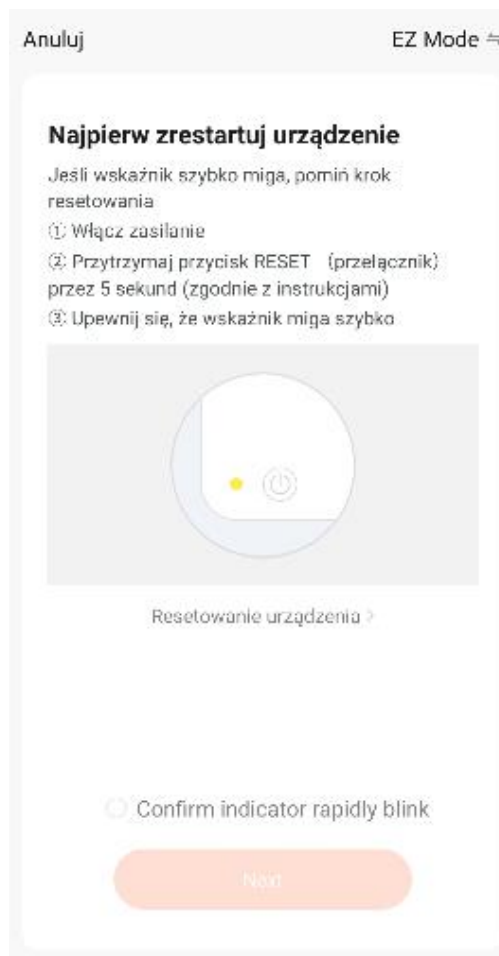 Anuluj
EZ Mode ⇋
Najpierw zrestartuj urządzenie
Jeśli wskaźnik szybko miga, pomiń krok
resetowania
① Włącz zasilanie
② Przytrzymaj przycisk RESET (przełącznik)
przez 5 sekund (zgodnie z instrukcjami)
③ Upewnij się, że wskaźnik miga szybko
Resetowanie urządzenia >
Confirm indicator rapidly blink
Next